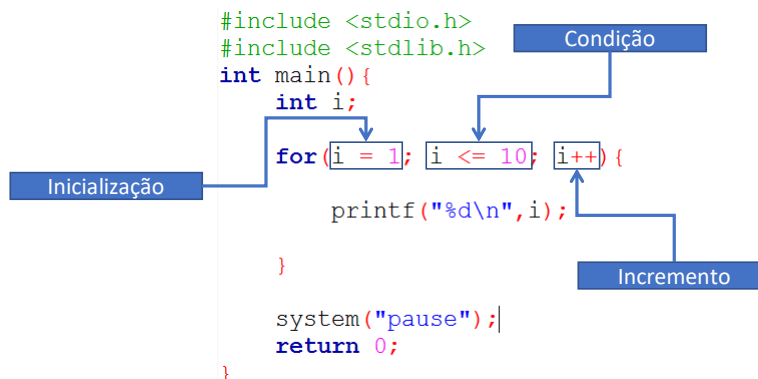 #include <stdio.h>
#include <stdlib.h>
Condição
int main(){
int i;
for(i = 1; i <= 10; i++){
Inicialização
printf("%d\n",i);
}
Incremento
system("pause");
return 0;
}